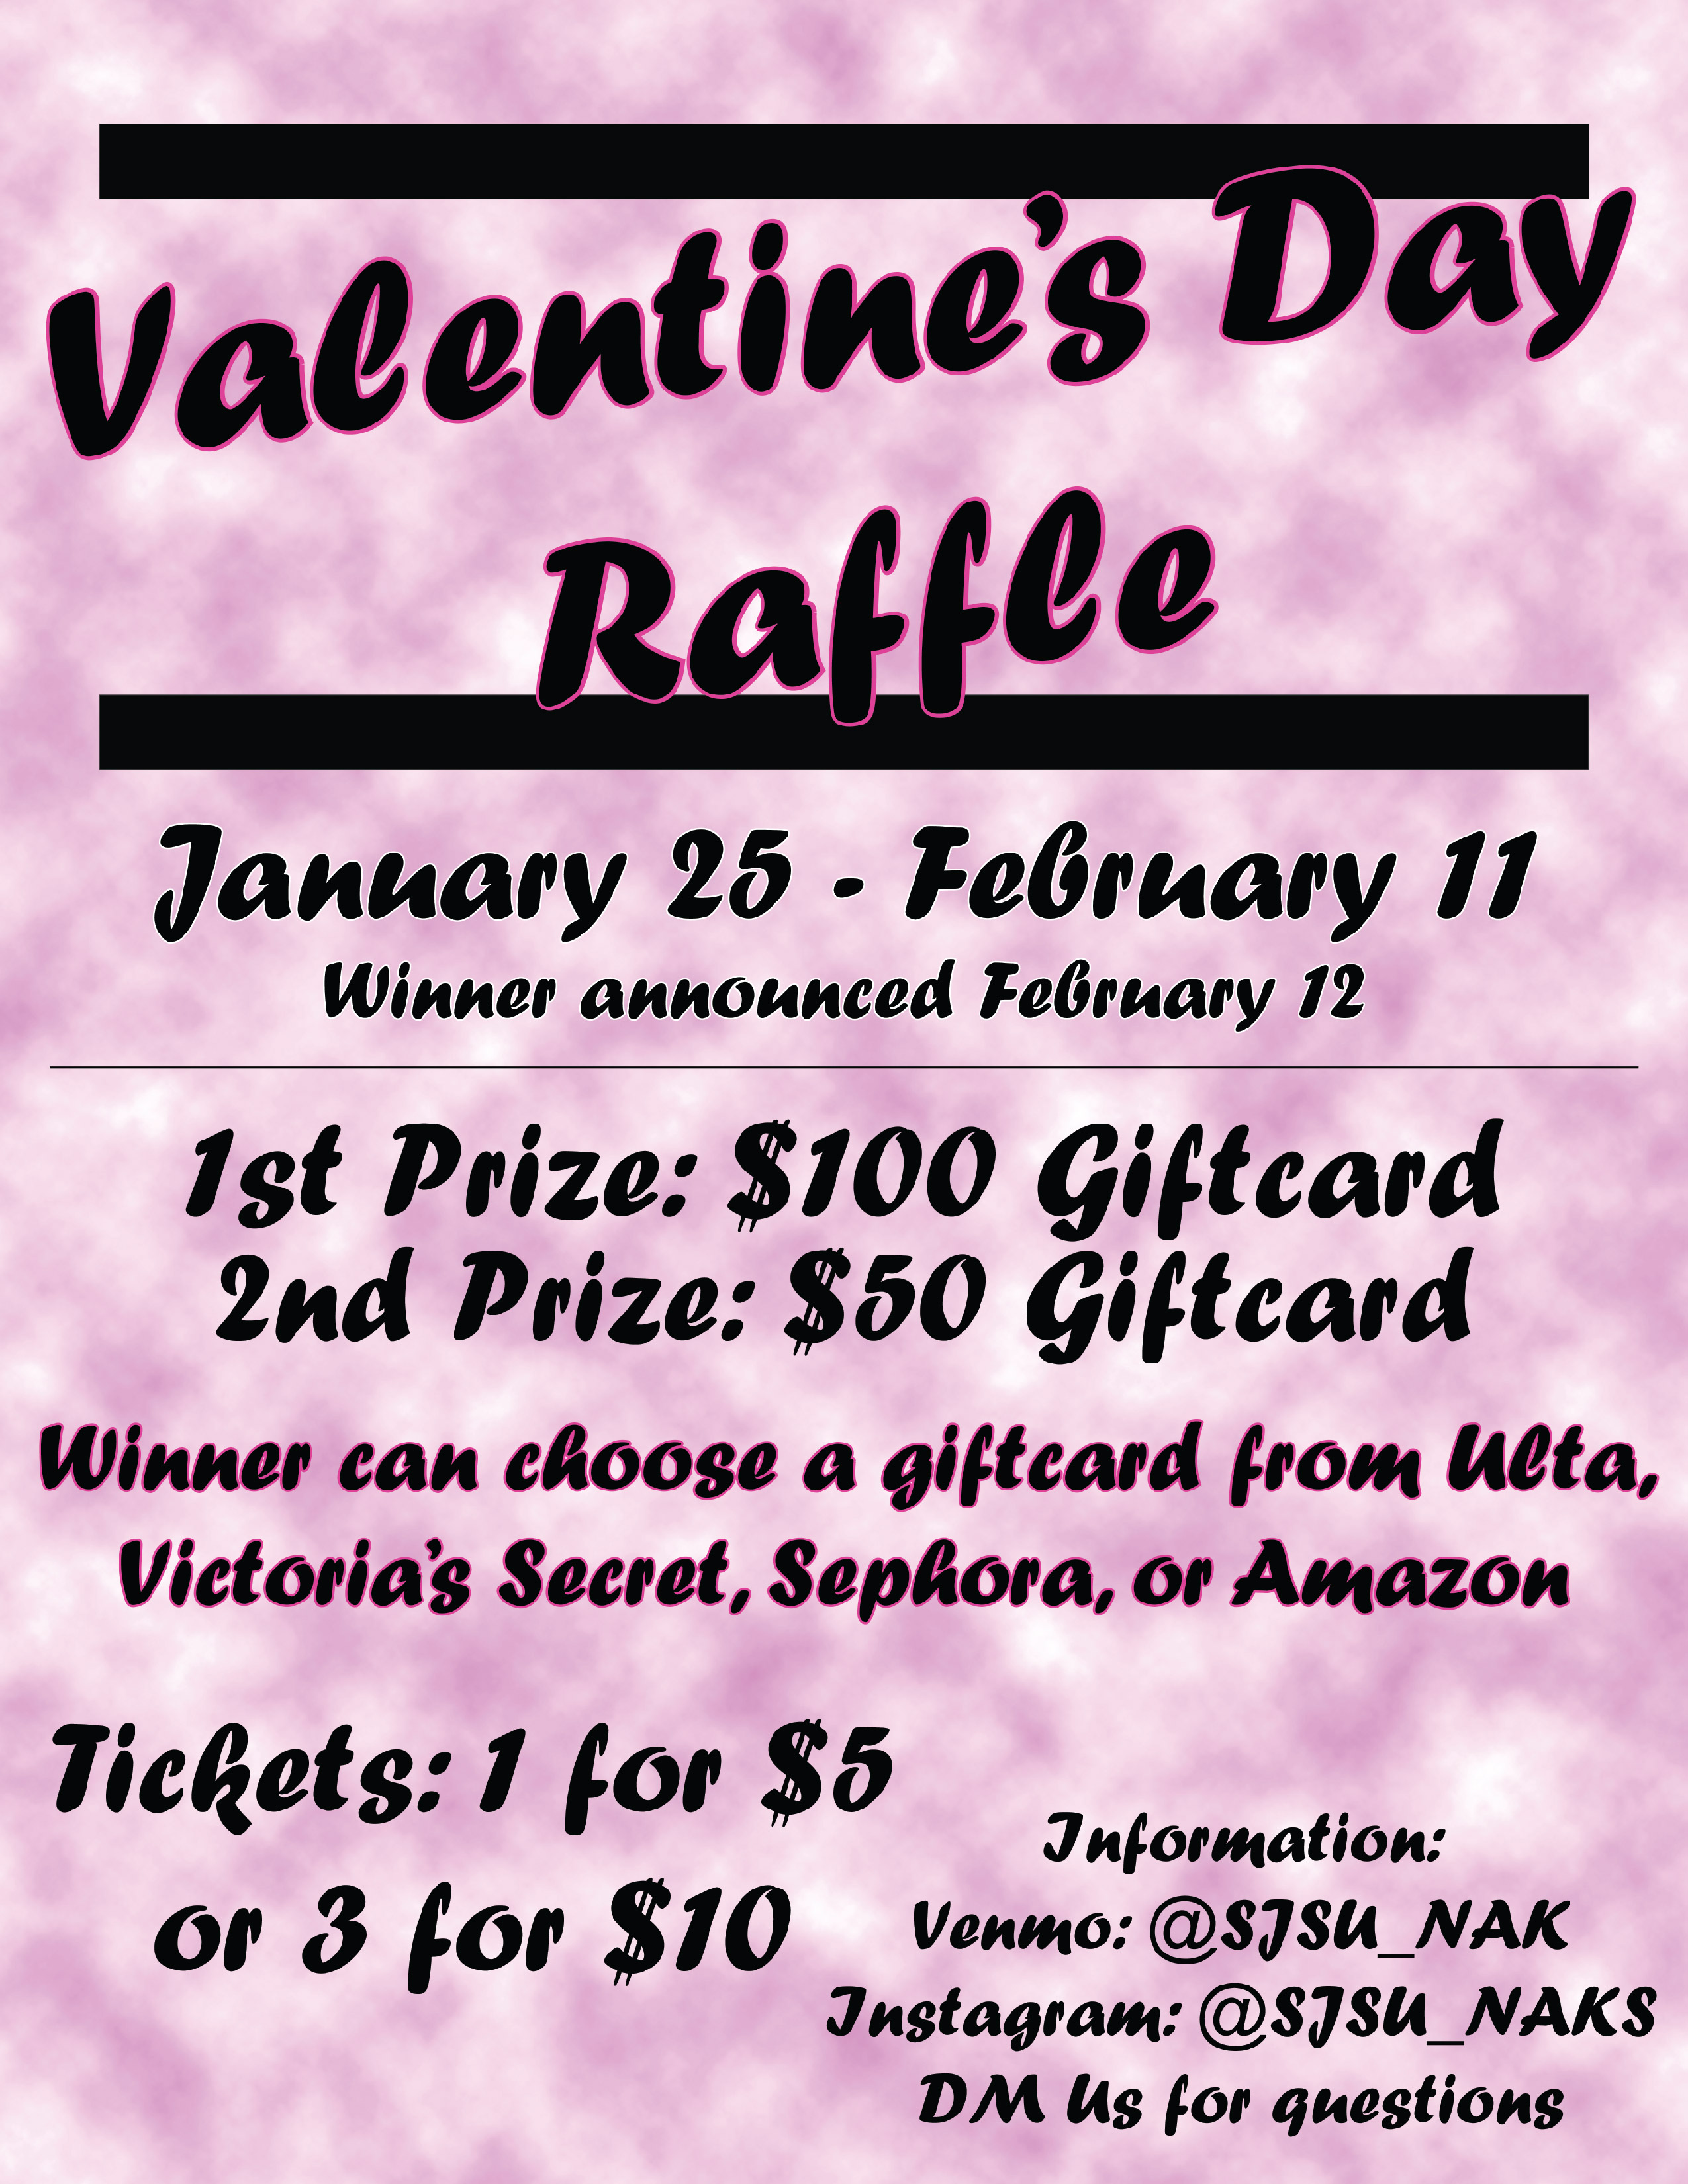 Valentine's Day
Raffle
January 25 - February 11
Winner announced February 12
1st Prize: $100 Giftcard
2nd Prize: $50 Giftcard
Winner can choose a giftcard from Ulta,
Victoria's Secret, Sephora, or Amazon
Tickets: 1 for $5
or 3 for $10
Information:
Venmo: @SJSU_NAK
Instagram: @SJSU_NAKS
DM Us for questions